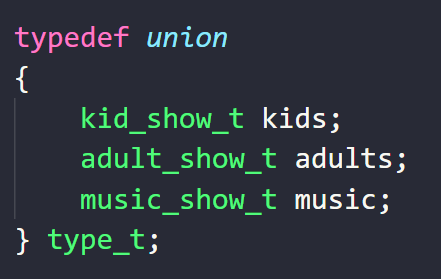 typedef union
{
    kid_show_t kids;
    adult_show_t adults;
    music_show_t music;
} type_t;